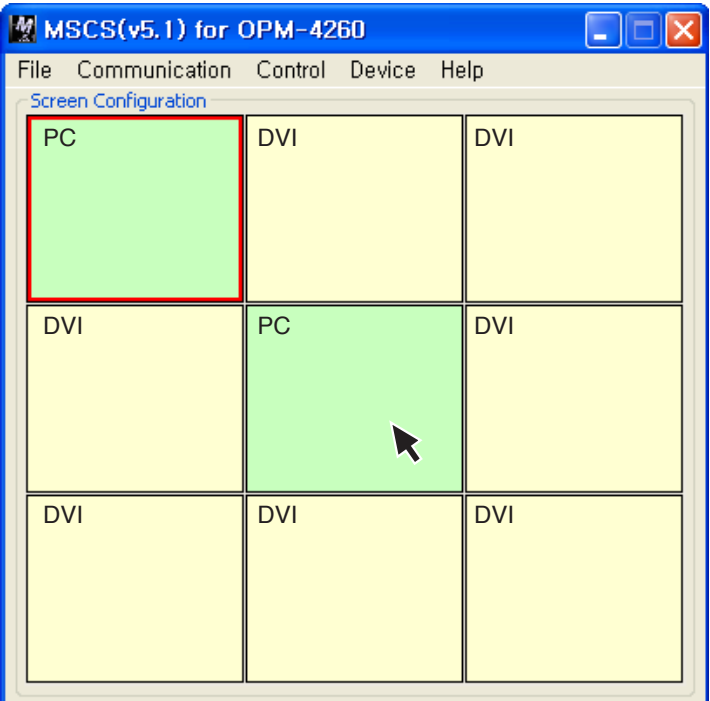 MSCS(v5.1) for OPM-4260
File Communication Control Device Help
Screen Configuration
PC DVI DVI
DVI PC DVI
DVI DVI DVI